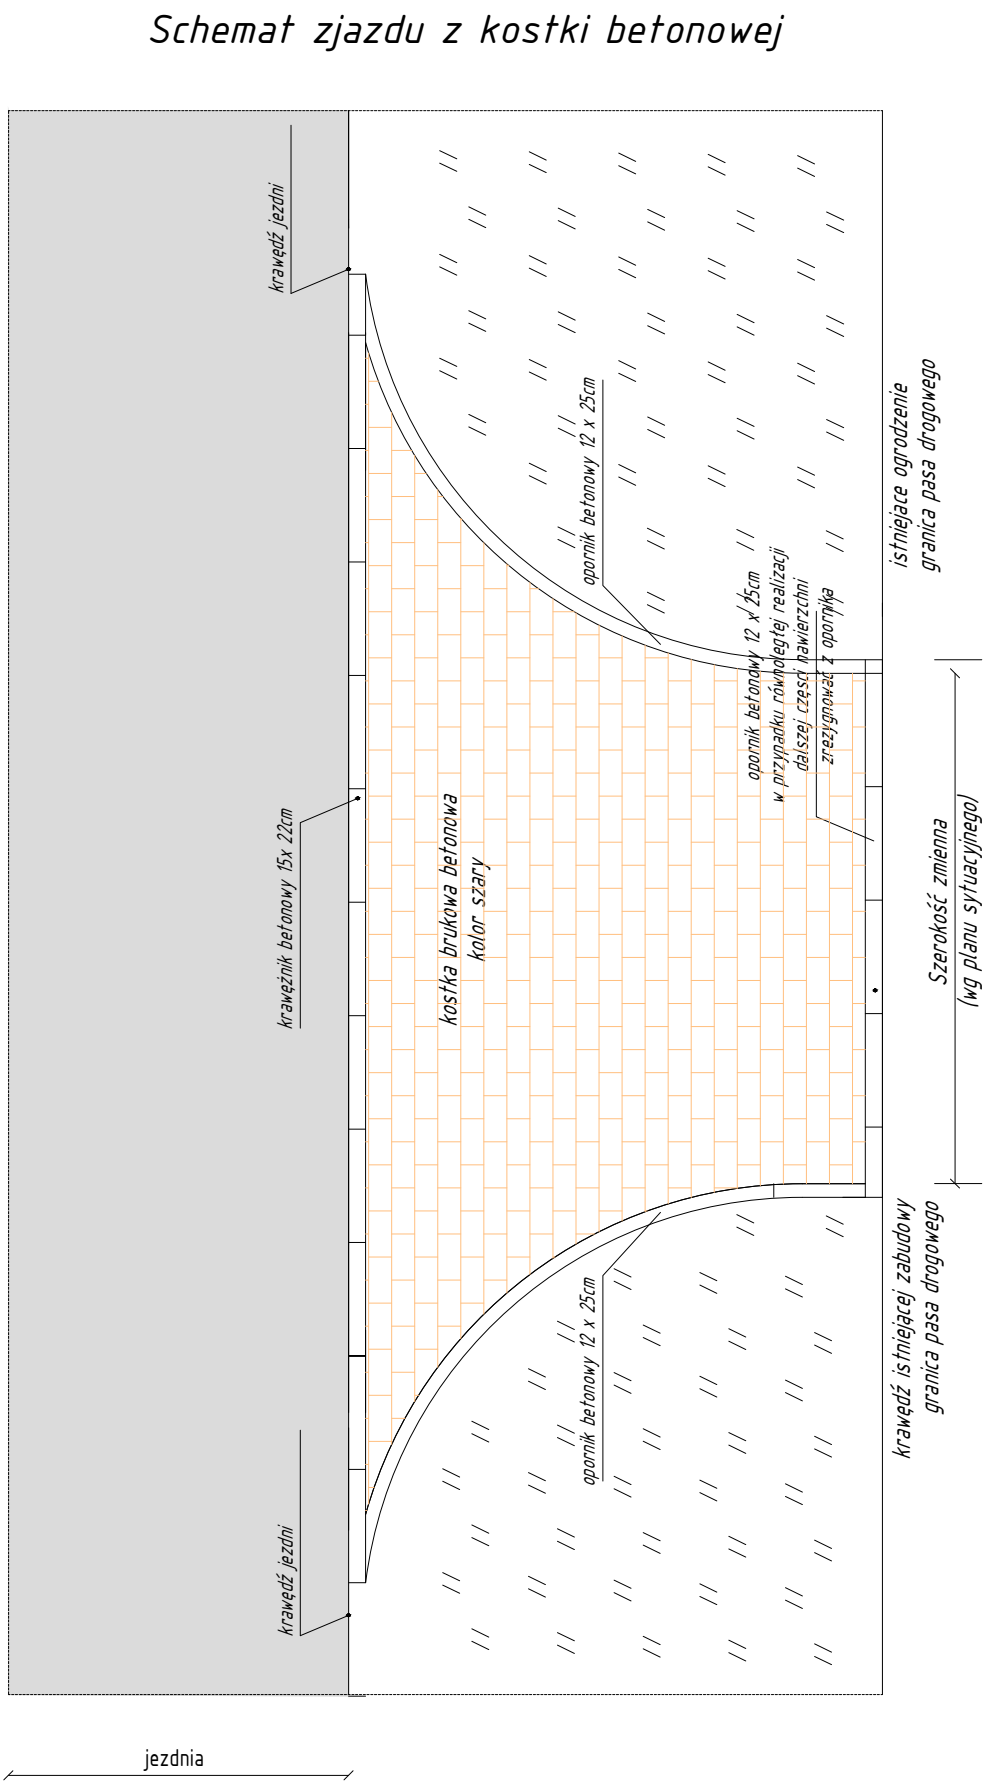 Schemat zjazdu z kostki betonowej
krawędź jezdni
opornik betonowy 12 x 25cm
istniejace ogrodzenie
granica pasa drogowego
opornik betonowy 12 x 25cm
w przypadku równoległej realizacji
dalszej częsci nawierzchni
zrezygnować z opornika
krawężnik betonowy 15x 22cm
kostka brukowa betonowa
kolor szary
Szerokość zmienna
(wg planu sytuacyjnego)
opornik betonowy 12 x 25cm
krawędź istniejącej zabudowy
granica pasa drogowego
krawędź jezdni
jezdnia